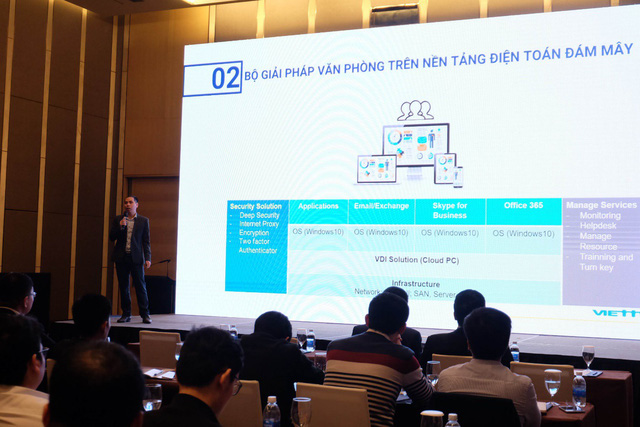 02
BỘ GIẢI PHÁP VĂN PHÒNG TRÊN NỀN TẢNG ĐIỆN TOÁN ĐÁM MÂY
Security Solution
- Deep Security
- Internet Proxy
- Encryption
- Two factor
Authenticator
Applications
Email/Exchange
Skype for
Business
Office 365
OS (Windows10)
OS (Windows10)
OS (Windows10)
OS (Windows10)
VDI Solution (Cloud PC)
Infrastructure
SAN, Server
Manage Services
- Monitoring
- Helpdesk
- Manage
Resource
- Trainning and
Turn key